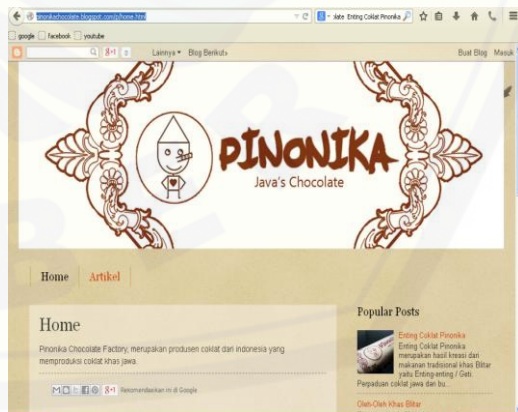 pinonikachocolate.blogspot.com/p/home.html
late Enting Coklat Pinonika
google facebook youtube
g+1
Lainnya Blog Berikut»
Buat Blog Masuk
PINONIKA
Java's Chocolate
Home Artikel
Home
Pinonika Chocolate Factory, merupakan produsen coklat dari indonesia yang
memproduksi coklat khas jawa.
g+1 Rekomendasikan ini di Google
Popular Posts
Enting Coklat Pinonika
Enting Coklat Pinonika
merupakan hasil kreasi dari
makanan tradisional khas Blitar
yaitu Enting-enting / Geti.
Perpaduan coklat jawa dan bu...
Oleh-Oleh Khas Blitar